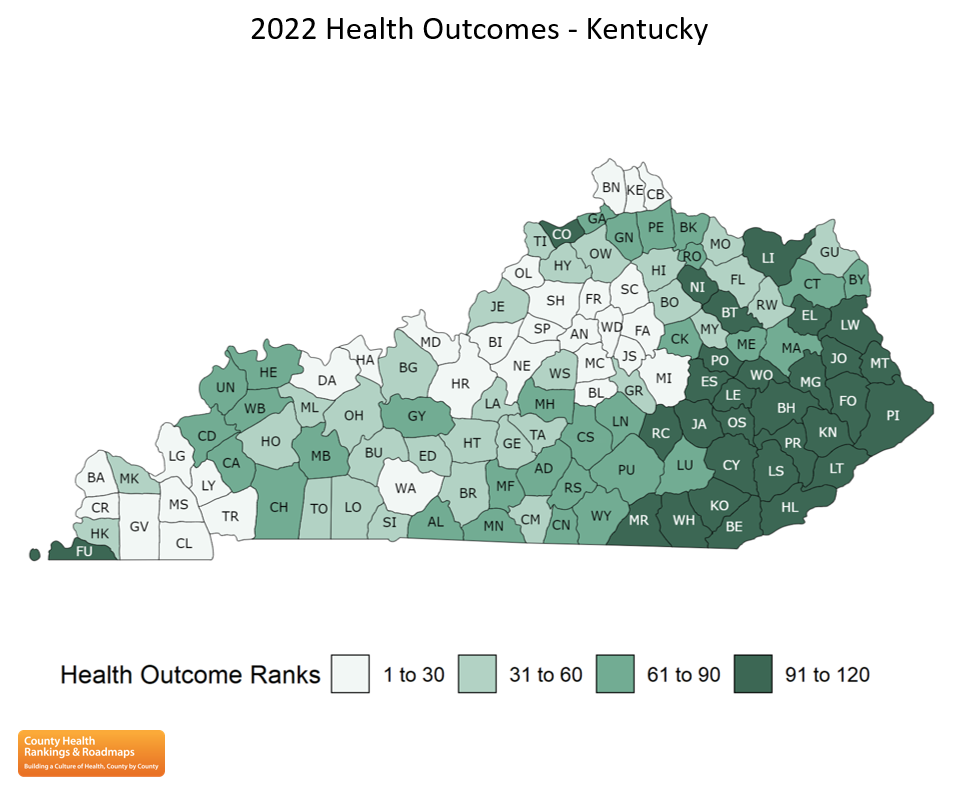 2022 Health Outcomes - Kentucky
BN KE CB
GA
CO TI GN PE BK
MO
OW RO LI GU
HY
OL HI NI FL CT BY
SC
JE SH FR BO BT RW EL LW
SP AN WD FA MY
MD BI CK ME MA JO MT
HA NE MC JS PO
DA BG WS MI WO MG
HE HR BL GR ES LE FO
UN WB ML OH GY LA MH LN JA OS BH PI
CD HO BU HT GE TA CS RC PR KN
LG CA MB ED AD PU LU CY LS LT
BA MK LY WA BR MF RS
CR MS TR CH TO LO SI AL MN CM CN WY MR WH KO HL
GV BE
HK CL
FU
Health Outcome Ranks 1 to 30 31 to 60 61 to 90 91 to 120
County Health
Rankings & Roadmaps
Building a Culture of Health, County by County